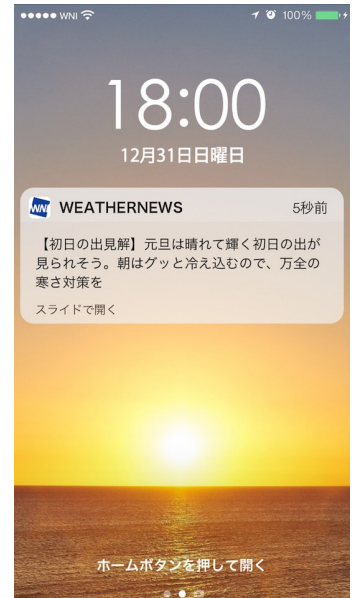 WNI 100%
18:00
12月31日日曜日
WNI WEATHERNEWS 5秒前
【初日の出見解】元旦は晴れて輝く初日の出が
見られそう。朝はグッと冷え込むので、万全の
寒さ対策を
スライドで開く
ホームボタンを押して開く